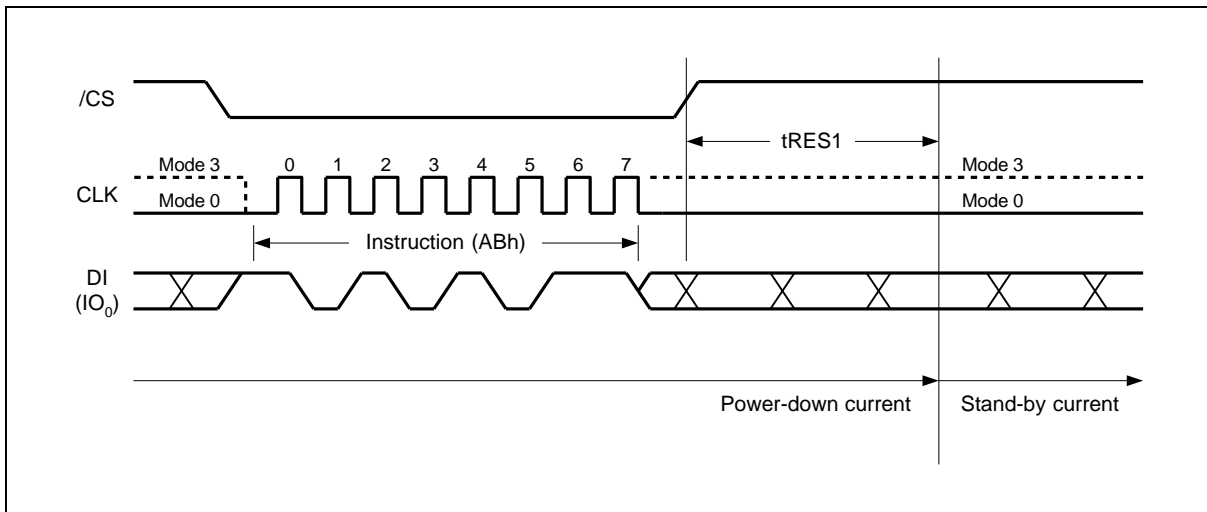 /CS
tRES1
Mode 3 0 1 2 3 4 5 6 7 Mode 3
CLK
Mode 0 Mode 0
Instruction (ABh)
DI
(IO₀)
Power-down current Stand-by current